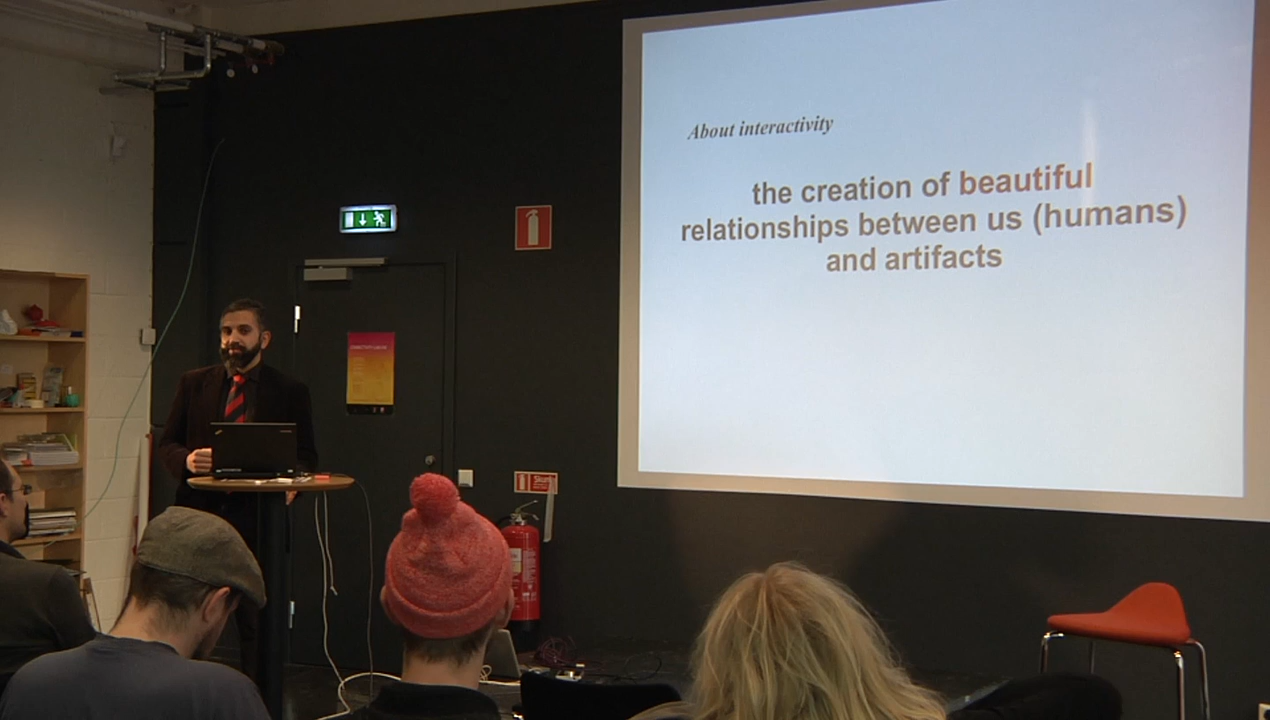 About interactivity
the creation of beautiful
relationships between us (humans)
and artifacts